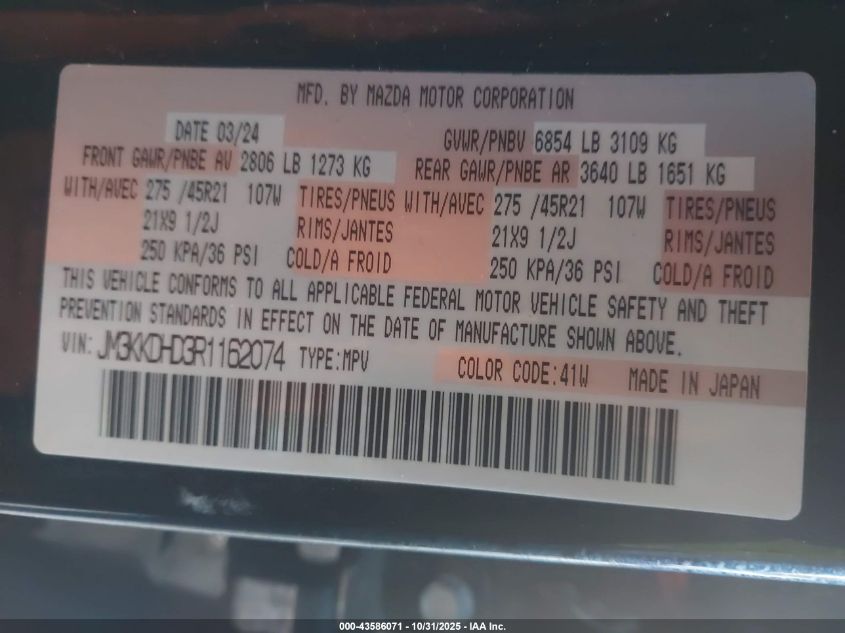 MFD. BY MAZDA MOTOR CORPORATION
DATE 03/24 GVWR/PNBV 6854 LB 3109 KG
FRONT GAWR/PNBE AV 2806 LB 1273 KG REAR GAWR/PNBE AR 3640 LB 1651 KG
WITH/AVEC 275 /45R21 107W TIRES/PNEUS WITH/AVEC 275 /45R21 107W TIRES/PNEUS
21X9 1/2J RIMS/JANTES 21X9 1/2J RIMS/JANTES
250 KPA/36 PSI COLD/A FROID 250 KPA/36 PSI COLD/A FROID
THIS VEHICLE CONFORMS TO ALL APPLICABLE FEDERAL MOTOR VEHICLE SAFETY AND THEFT
PREVENTION STANDARDS IN EFFECT ON THE DATE OF MANUFACTURE SHOWN ABOVE.
VIN: JM3KKDHD3R1162074 TYPE:MPV COLOR CODE:41W MADE IN JAPAN
000-43586071 - 10/31/2025 - IAA Inc.